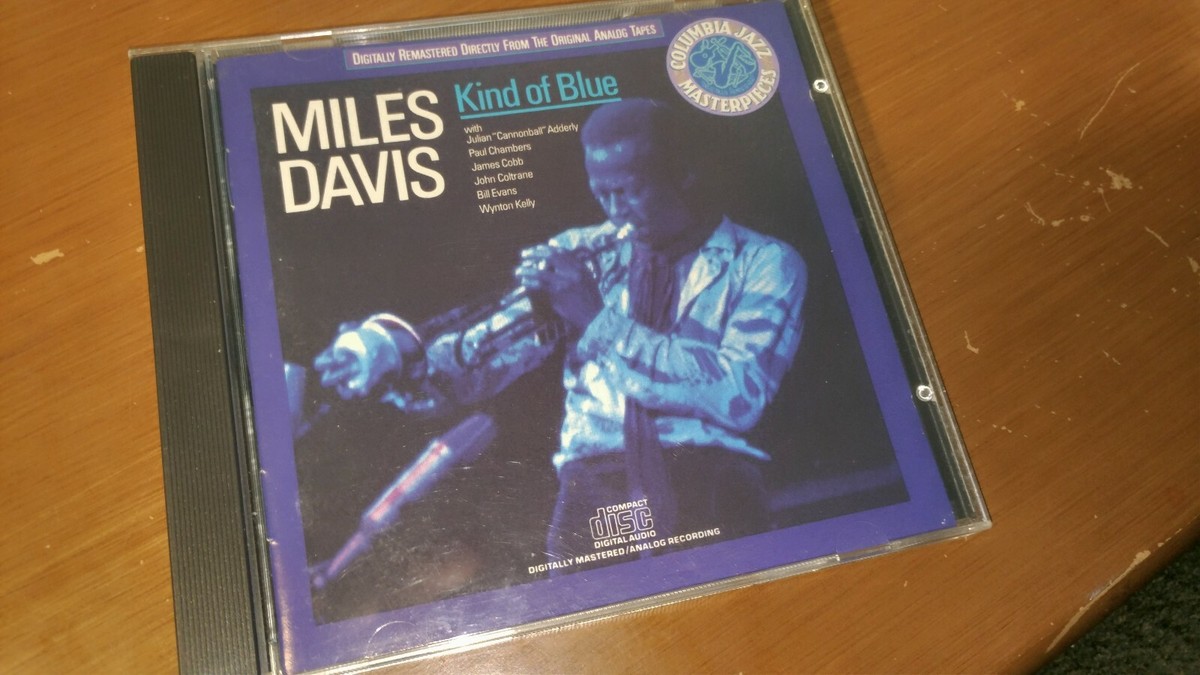 DIGITALLY REMASTERED DIRECTLY FROM THE ORIGINAL ANALOG TAPES
COLUMBIA JAZZ
MASTERPIECES
MILES
DAVIS
Kind of Blue
with
Julian "Cannonball" Adderly
Paul Chambers
James Cobb
John Coltrane
Bill Evans
Wynton Kelly
COMPACT
disc
DIGITAL AUDIO
DIGITALLY MASTERED/ANALOG RECORDING